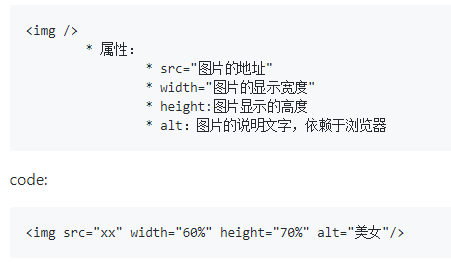 <img />
* 属性:
* src="图片的地址"
* width="图片的显示宽度"
* height:图片显示的高度
* alt: 图片的说明文字，依赖于浏览器
code:
<img src="xx" width="60%" height="70%" alt="美女"/>